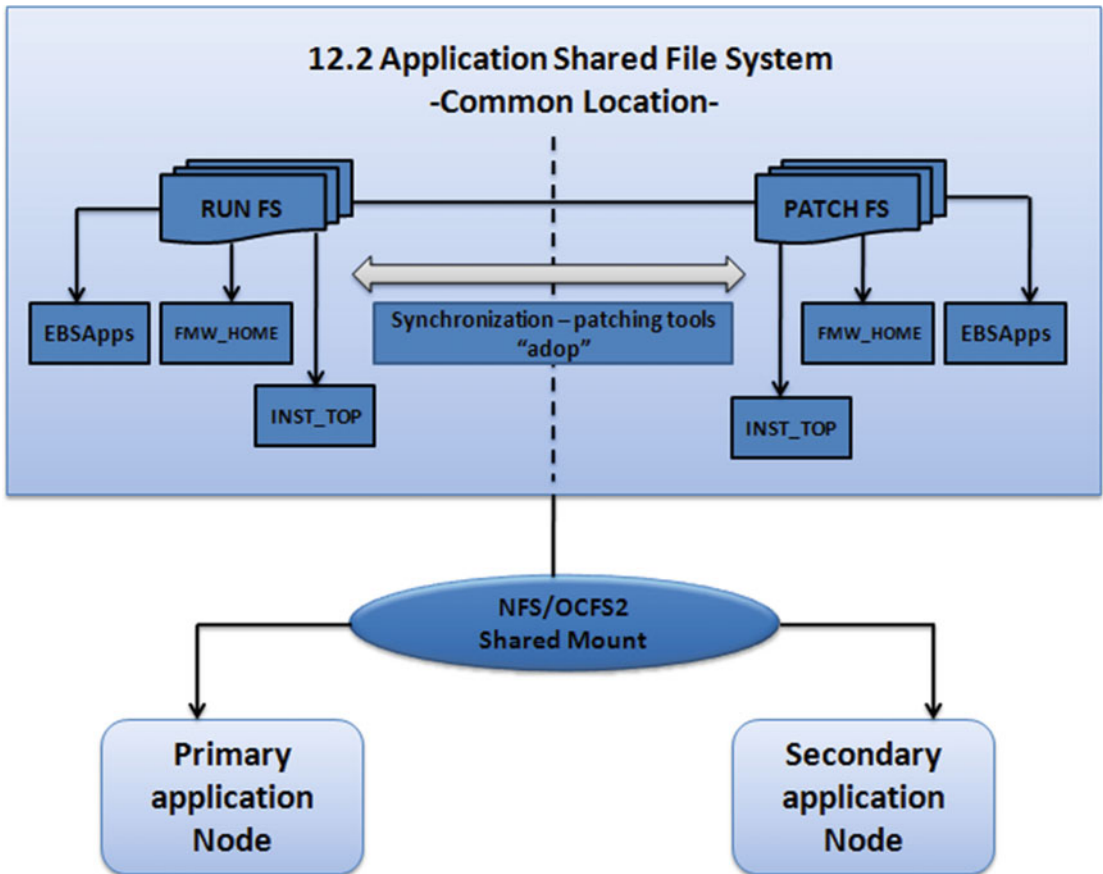 12.2 Application Shared File System
-Common Location-
RUN FS
PATCH FS
EBSApps
FMW_HOME
INST_TOP
Synchronization – patching tools
"adop"
FMW_HOME
EBSApps
INST_TOP
NFS/OCFS2
Shared Mount
Primary
application
Node
Secondary
application
Node